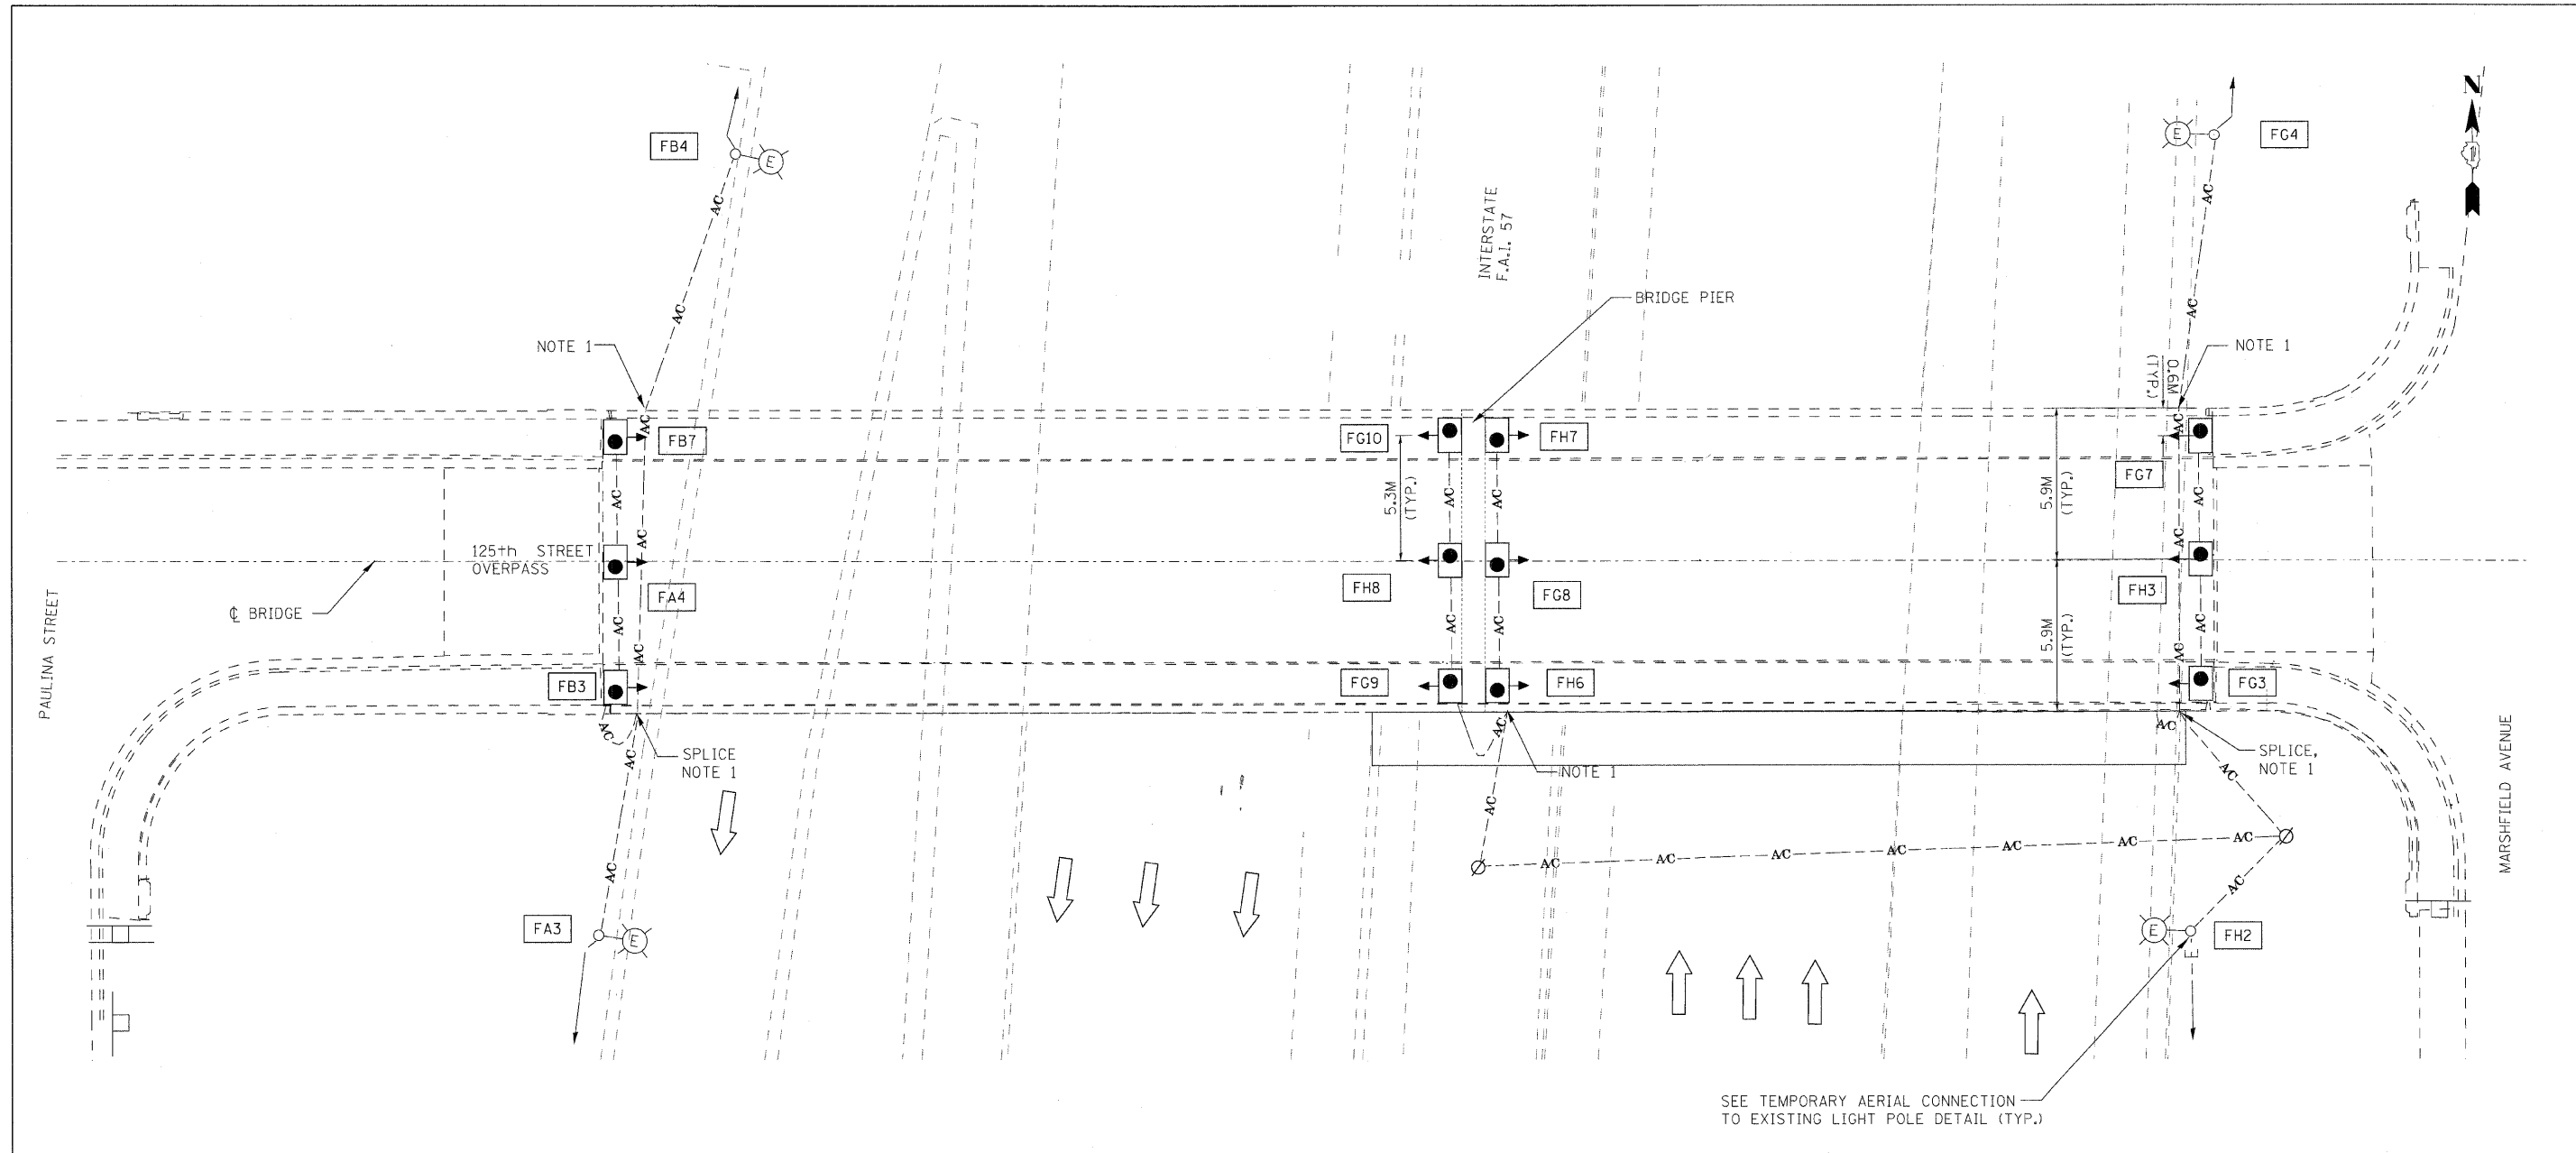 N
FB4
E
E
FG4
INTERSTATE
F.A.I. 57
BRIDGE PIER
NOTE 1
NOTE 1
0.6M
(TYP.)
A/C
A/C
A/C
A/C
A/C
A/C
FB7
FG10
FH7
FG7
A/C
A/C
A/C
A/C
A/C
A/C
A/C
5.3M
(TYP.)
5.9M
(TYP.)
125th STREET
OVERPASS
FA4
FH8
FG8
FH3
℄ BRIDGE
PAULINA STREET
A/C
A/C
A/C
A/C
A/C
A/C
5.9M
(TYP.)
FB3
FG9
FH6
FG3
A/C
A/C
A/C
A/C
SPLICE
NOTE 1
NOTE 1
SPLICE,
NOTE 1
MARSHFIELD AVENUE
A/C
A/C
A/C
A/C
A/C
A/C
A/C
A/C
A/C
A/C
A/C
FA3
E
E
FH2
E
SEE TEMPORARY AERIAL CONNECTION
TO EXISTING LIGHT POLE DETAIL (TYP.)